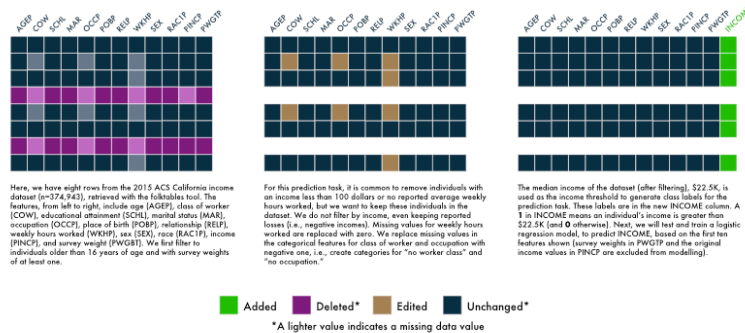 AGEP COW SCHL MAR OCCP POBP RELP WKHP SEX RAC1P PINCP PWGTP
AGEP COW SCHL MAR OCCP POBP RELP WKHP SEX RAC1P PINCP PWGTP
AGEP COW SCHL MAR OCCP POBP RELP WKHP SEX RAC1P PINCP PWGTP INCOME
Here, we have eight rows from the 2015 ACS California income
dataset (n=374,943), retrieved with the folktables tool. The
features, from left to right, include age (AGEP), class of worker
(COW), educational attainment (SCHL), marital status (MAR),
occupation (OCCP), place of birth (POBP), relationship (RELP),
weekly hours worked (WKHP), sex (SEX), race (RAC1P), income
(PINCP), and survey weight (PWGBT). We first filter to
individuals older than 16 years of age and with survey weights
of at least one.
For this prediction task, it is common to remove individuals with
an income less than 100 dollars or no reported average weekly
hours worked, but we want to keep these individuals in the
dataset. We do not filter by income, even keeping reported
losses (i.e., negative incomes). Missing values for weekly hours
worked are replaced with zero. We replace missing values in
the categorical features for class of worker and occupation with
negative one, i.e., create categories for “no worker class” and
“no occupation.”
The median income of the dataset (after filtering), $22.5K, is
used as the income threshold to generate class labels for the
prediction task. These labels are in the new INCOME column. A
1 in INCOME means an individual’s income is greater than
$22.5K (and 0 otherwise). Next, we will test and train a logistic
regression model, to predict INCOME, based on the first ten
features shown (survey weights in PWGTP and the original
income values in PINCP are excluded from modelling).
Added Deleted* Edited Unchanged*
*A lighter value indicates a missing data value